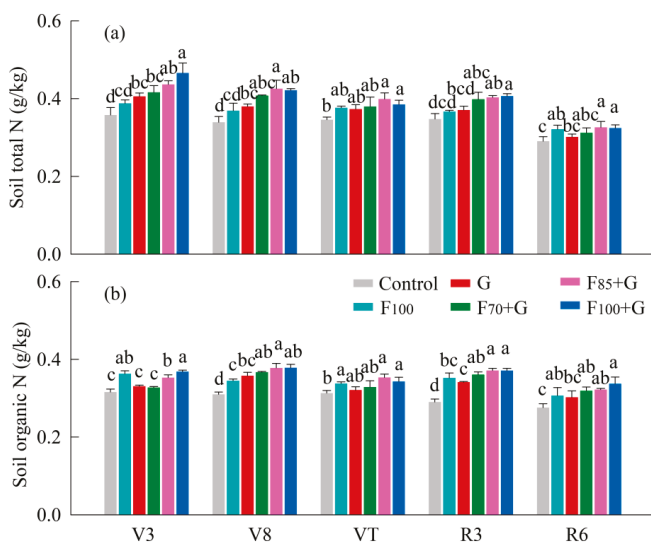 0.6
(a)
Soil total N (g/kg)
0.4
0.2
0.0
d cd bc bc ab a
d cd bc abc a ab
b ab ab ab a a
d cd bcd abc ab a
c ab bc abc a a
0.6
(b)
Control
G
F85+G
F100
F70+G
F100+G
Soil organic N (g/kg)
0.4
0.2
0.0
c ab c c b a
d c bc ab a ab
b a ab ab a a
d bc c ab a a
c ab bc ab ab a
V3 V8 VT R3 R6